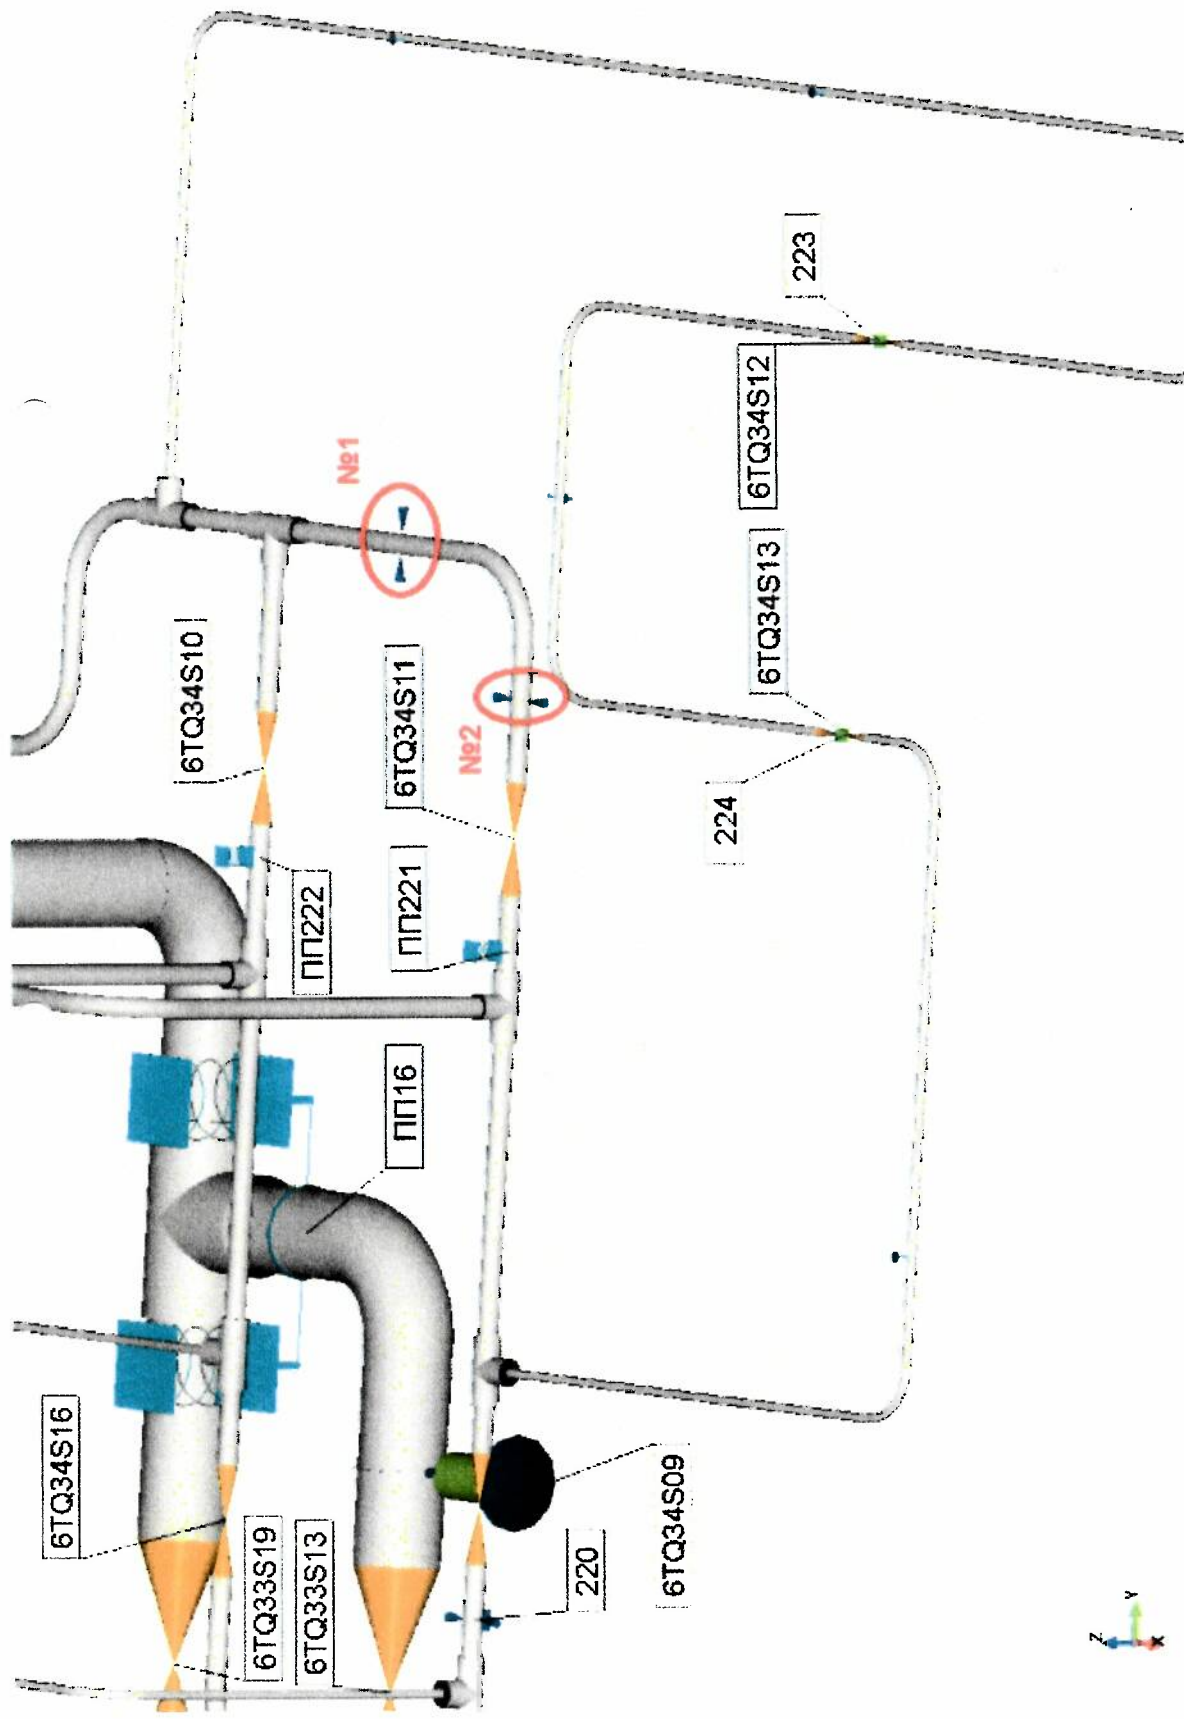 6TQ34S16
6TQ33S19
6TQ33S13
220
6TQ34S09
ПП16
ПП222
ПП221
6TQ34S10
6TQ34S11
№2
№1
224
6TQ34S13
6TQ34S12
223
Z
Y
X